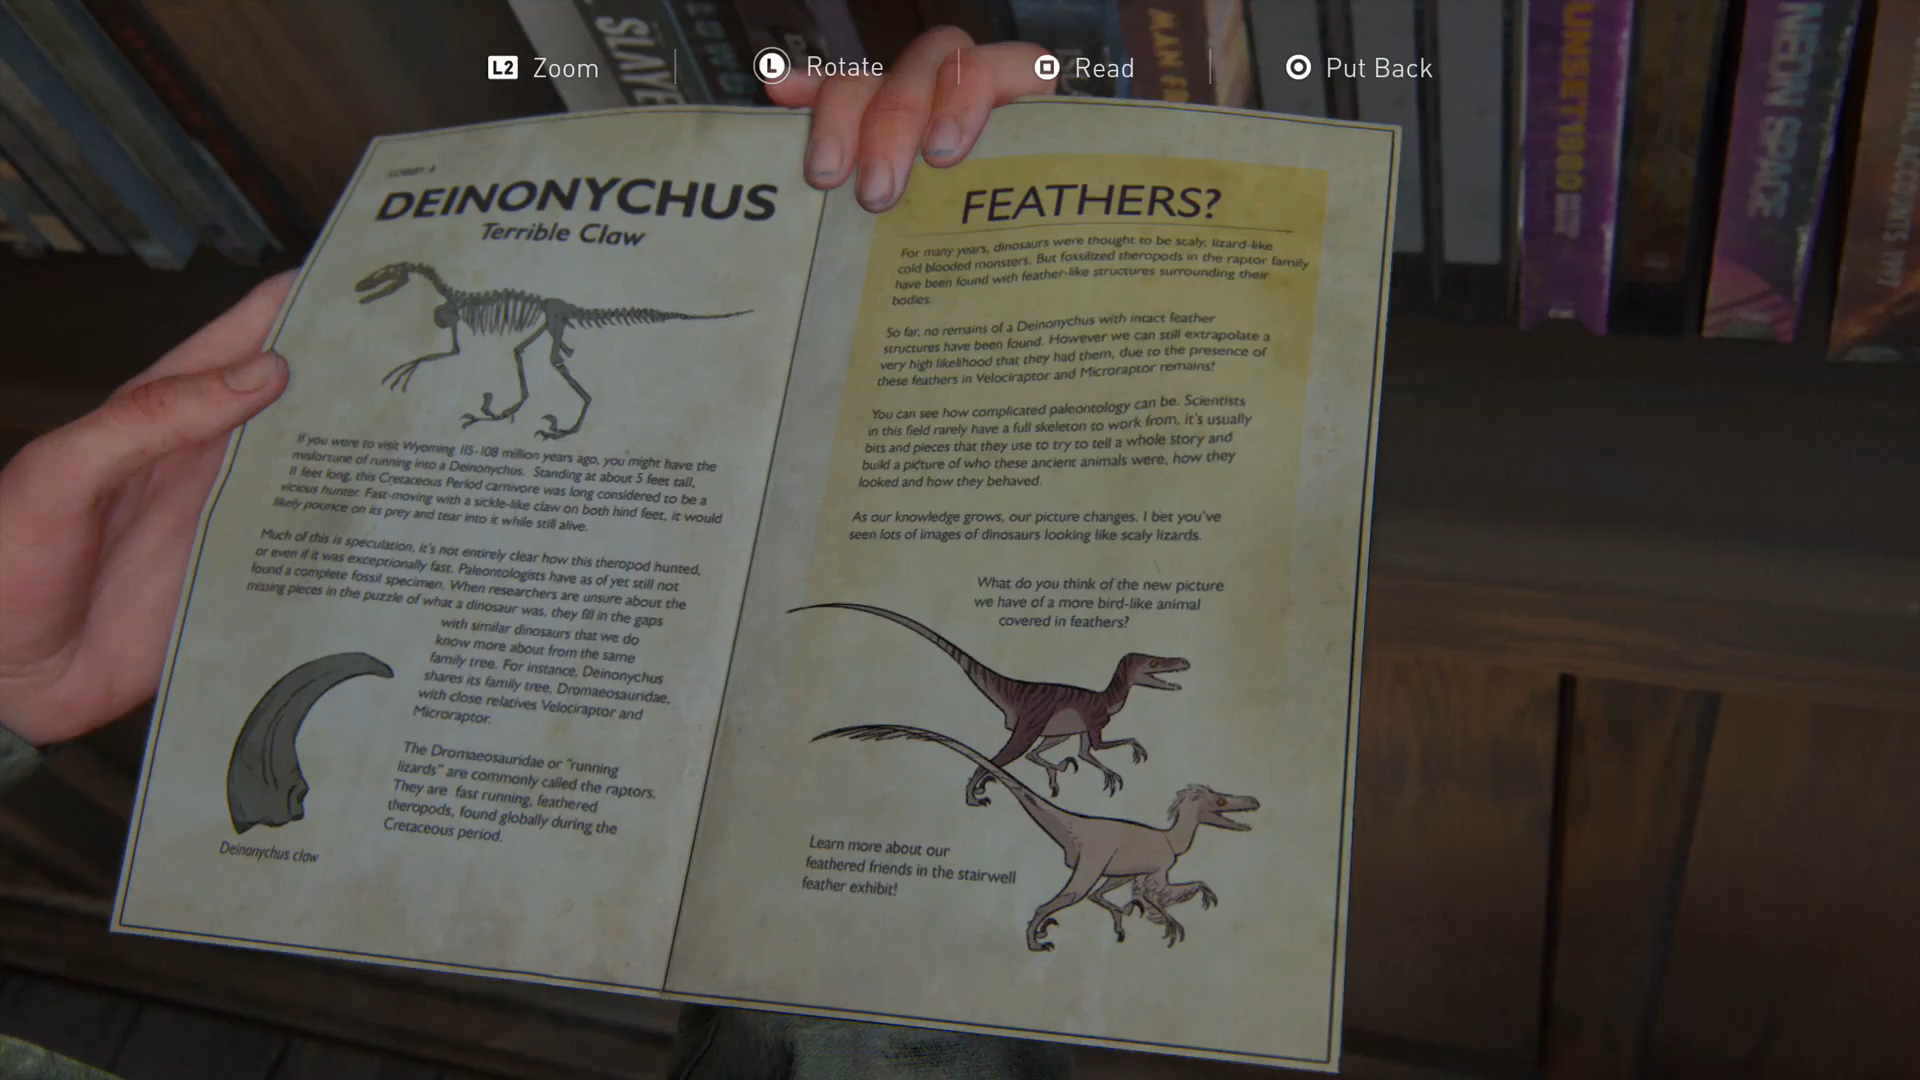 L2 Zoom
L Rotate
Read
Put Back
SLAYE
MAN
UNSET1980
NEON SPACE
LOBBY 4
DEINONYCHUS
Terrible Claw
If you were to visit Wyoming 115-108 million years ago, you might have the
misfortune of running into a Deinonychus. Standing at about 5 feet tall,
11 feet long, this Cretaceous Period carnivore was long considered to be a
vicious hunter. Fast-moving with a sickle-like claw on both hind feet, it would
likely pounce on its prey and tear into it while still alive.
Much of this is speculation, it's not entirely clear how this theropod hunted,
or even if it was exceptionally fast. Paleontologists have as of yet still not
found a complete fossil specimen. When researchers are unsure about the
missing pieces in the puzzle of what a dinosaur was, they fill in the gaps
with similar dinosaurs that we do
know more about from the same
family tree. For instance, Deinonychus
shares its family tree, Dromaeosauridae,
with close relatives Velociraptor and
Microraptor.
The Dromaeosauridae or "running
lizards" are commonly called the raptors.
They are fast running, feathered
theropods, found globally during the
Cretaceous period.
Deinonychus claw
FEATHERS?
For many years, dinosaurs were thought to be scaly, lizard-like
cold blooded monsters. But fossilized theropods in the raptor family
have been found with feather-like structures surrounding their
bodies.
So far, no remains of a Deinonychus with intact feather
structures have been found. However we can still extrapolate a
very high likelihood that they had them, due to the presence of
these feathers in Velociraptor and Microraptor remains!
You can see how complicated paleontology can be. Scientists
in this field rarely have a full skeleton to work from, it's usually
bits and pieces that they use to try to tell a whole story and
build a picture of who these ancient animals were, how they
looked and how they behaved.
As our knowledge grows, our picture changes. I bet you've
seen lots of images of dinosaurs looking like scaly lizards.
What do you think of the new picture
we have of a more bird-like animal
covered in feathers?
Learn more about our
feathered friends in the stairwell
feather exhibit!